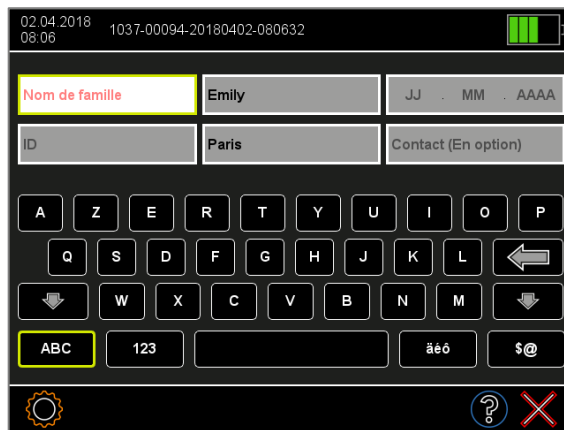 02.04.2018
08:06
1037-00094-20180402-080632
Nom de famille Emily JJ . MM . AAAA
ID Paris Contact (En option)
A Z E R T Y U I O P
Q S D F G H J K L
W X C V B N M
ABC 123 äéô $@
?